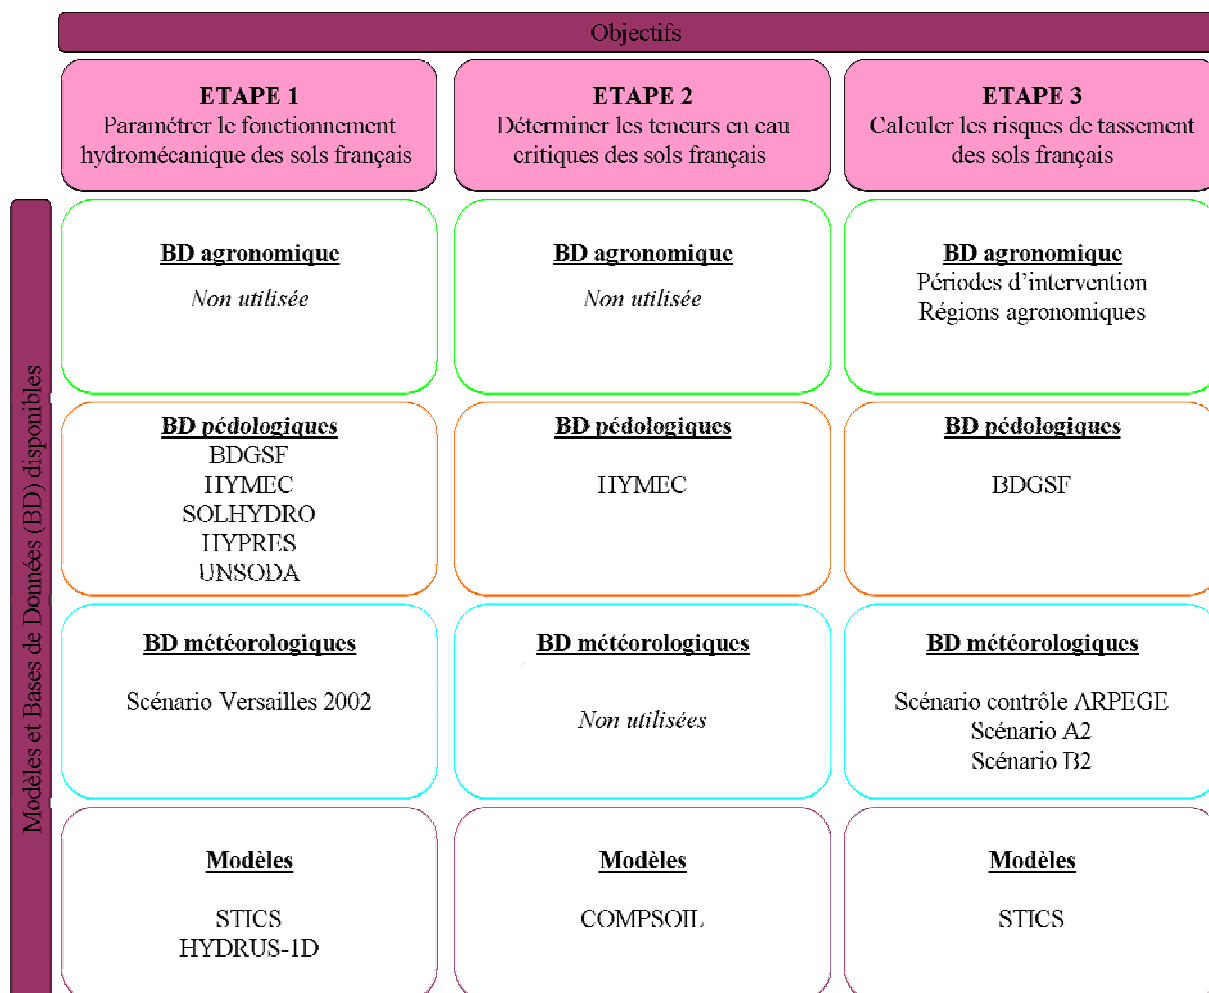 Objectifs
ETAPE 1
Paramétrer le fonctionnement
hydromécanique des sols français
ETAPE 2
Déterminer les teneurs en eau
critiques des sols français
ETAPE 3
Calculer les risques de tassement
des sols français
Modèles et Bases de Données (BD) disponibles
BD agronomique
Non utilisée
BD agronomique
Non utilisée
BD agronomique
Périodes d'intervention
Régions agronomiques
BD pédologiques
BDGSF
HYMEC
SOLHYDRO
HYPRES
UNSODA
BD pédologiques
HYMEC
BD pédologiques
BDGSF
BD météorologiques
Scénario Versailles 2002
BD météorologiques
Non utilisées
BD météorologiques
Scénario contrôle ARPEGE
Scénario A2
Scénario B2
Modèles
STICS
HYDRUS-1D
Modèles
COMPSOIL
Modèles
STICS